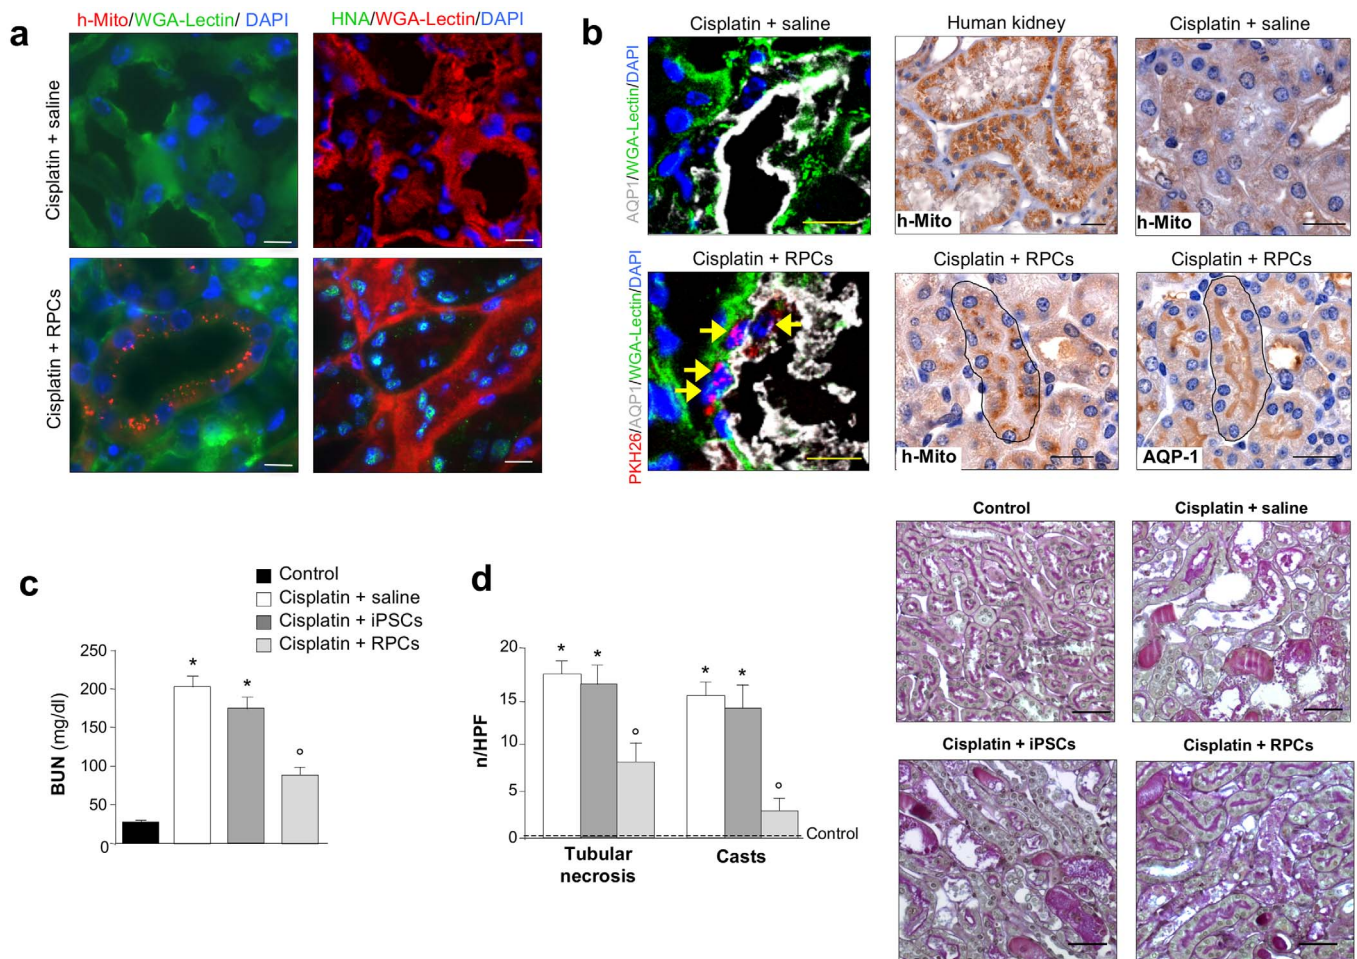 a
h-Mito/WGA-Lectin/ DAPI
HNA/WGA-Lectin/DAPI
Cisplatin + saline
Cisplatin + RPCs
b
Cisplatin + saline
Human kidney
Cisplatin + saline
AQP1/WGA-Lectin/DAPI
h-Mito
h-Mito
Cisplatin + RPCs
Cisplatin + RPCs
Cisplatin + RPCs
PKH26/AQP1/WGA-Lectin/DAPI
h-Mito
AQP-1
c
Control
Cisplatin + saline
Cisplatin + iPSCs
Cisplatin + RPCs
BUN (mg/dl)
250
200
150
100
50
0
*
*
°
d
n/HPF
20
15
10
5
0
*
*
°
*
*
°
Control
Tubular
necrosis
Casts
Control
Cisplatin + saline
Cisplatin + iPSCs
Cisplatin + RPCs